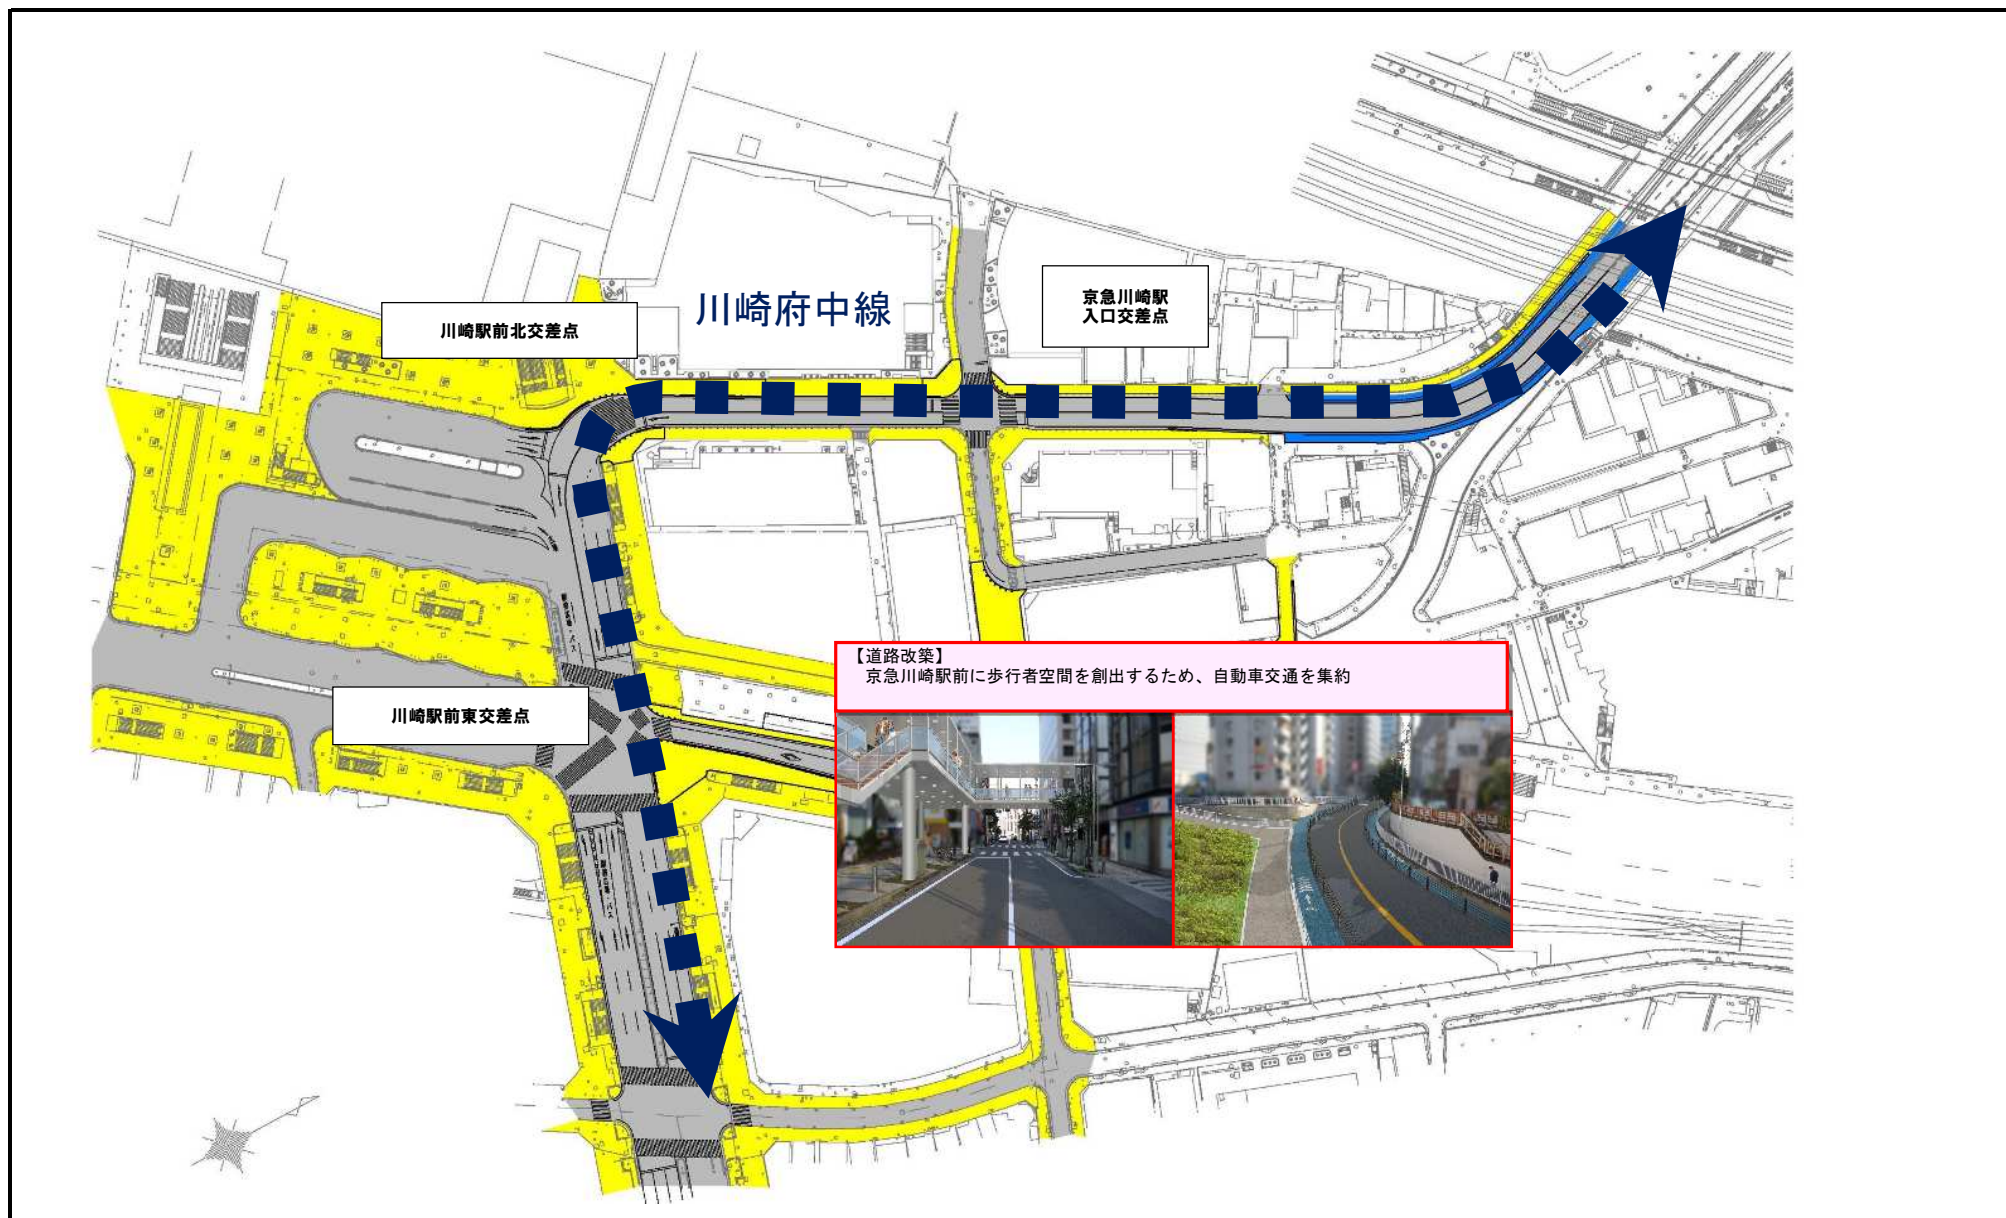 川崎府中線
京急川崎駅
入口交差点
川崎駅前北交差点
【道路改築】
京急川崎駅前に歩行者空間を創出するため、自動車交通を集約
川崎駅前東交差点